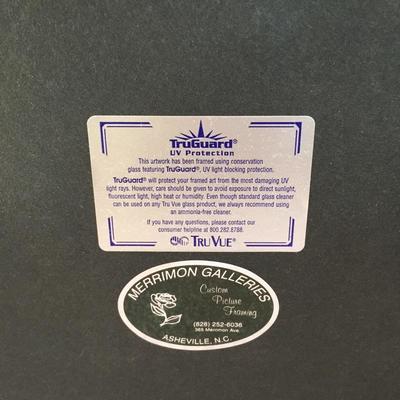 TruGuard®
UV Protection
This artwork has been framed using conservation
glass featuring TruGuard®, UV light blocking protection.
TruGuard® will protect your framed art from the most damaging UV
light rays. However, care should be given to avoid exposure to direct sunlight,
fluorescent light, high heat or humidity. Even though standard glass cleaner
can be used on any Tru Vue glass product, we always recommend using
an ammonia-free cleaner.
If you have any questions, please contact our
consumer helpline at 800.282.8788.
TRU VUE®
MERRIMON GALLERIES
Custom
Picture
Framing
(828) 252-6036
365 Merrimon Ave.
ASHEVILLE, N.C.